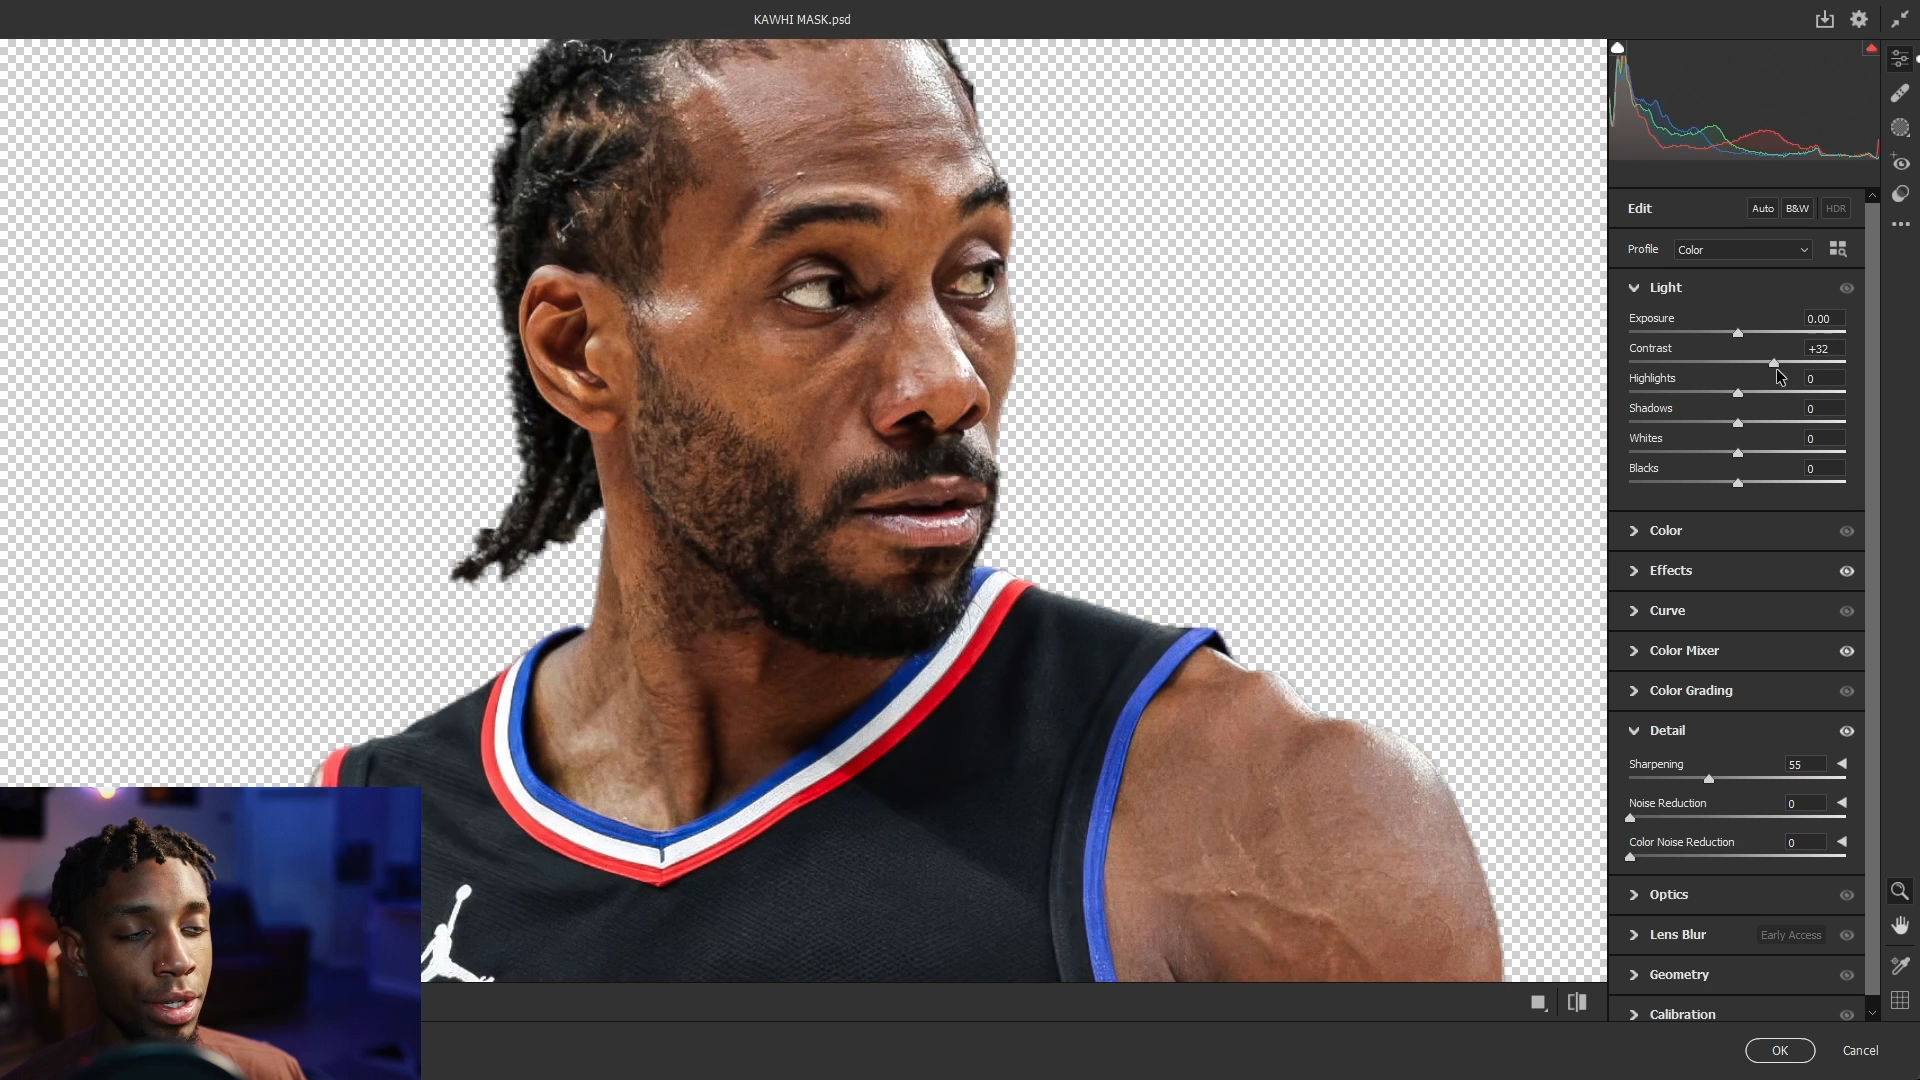 KAWHI MASK.psd
Edit
Auto
B&W
HDR
Profile
Color
Light
Exposure
0.00
Contrast
+32
Highlights
0
Shadows
0
Whites
0
Blacks
0
Color
Effects
Curve
Color Mixer
Color Grading
Detail
Sharpening
55
Noise Reduction
0
Color Noise Reduction
0
Optics
Lens Blur
Early Access
Geometry
Calibration
OK
Cancel